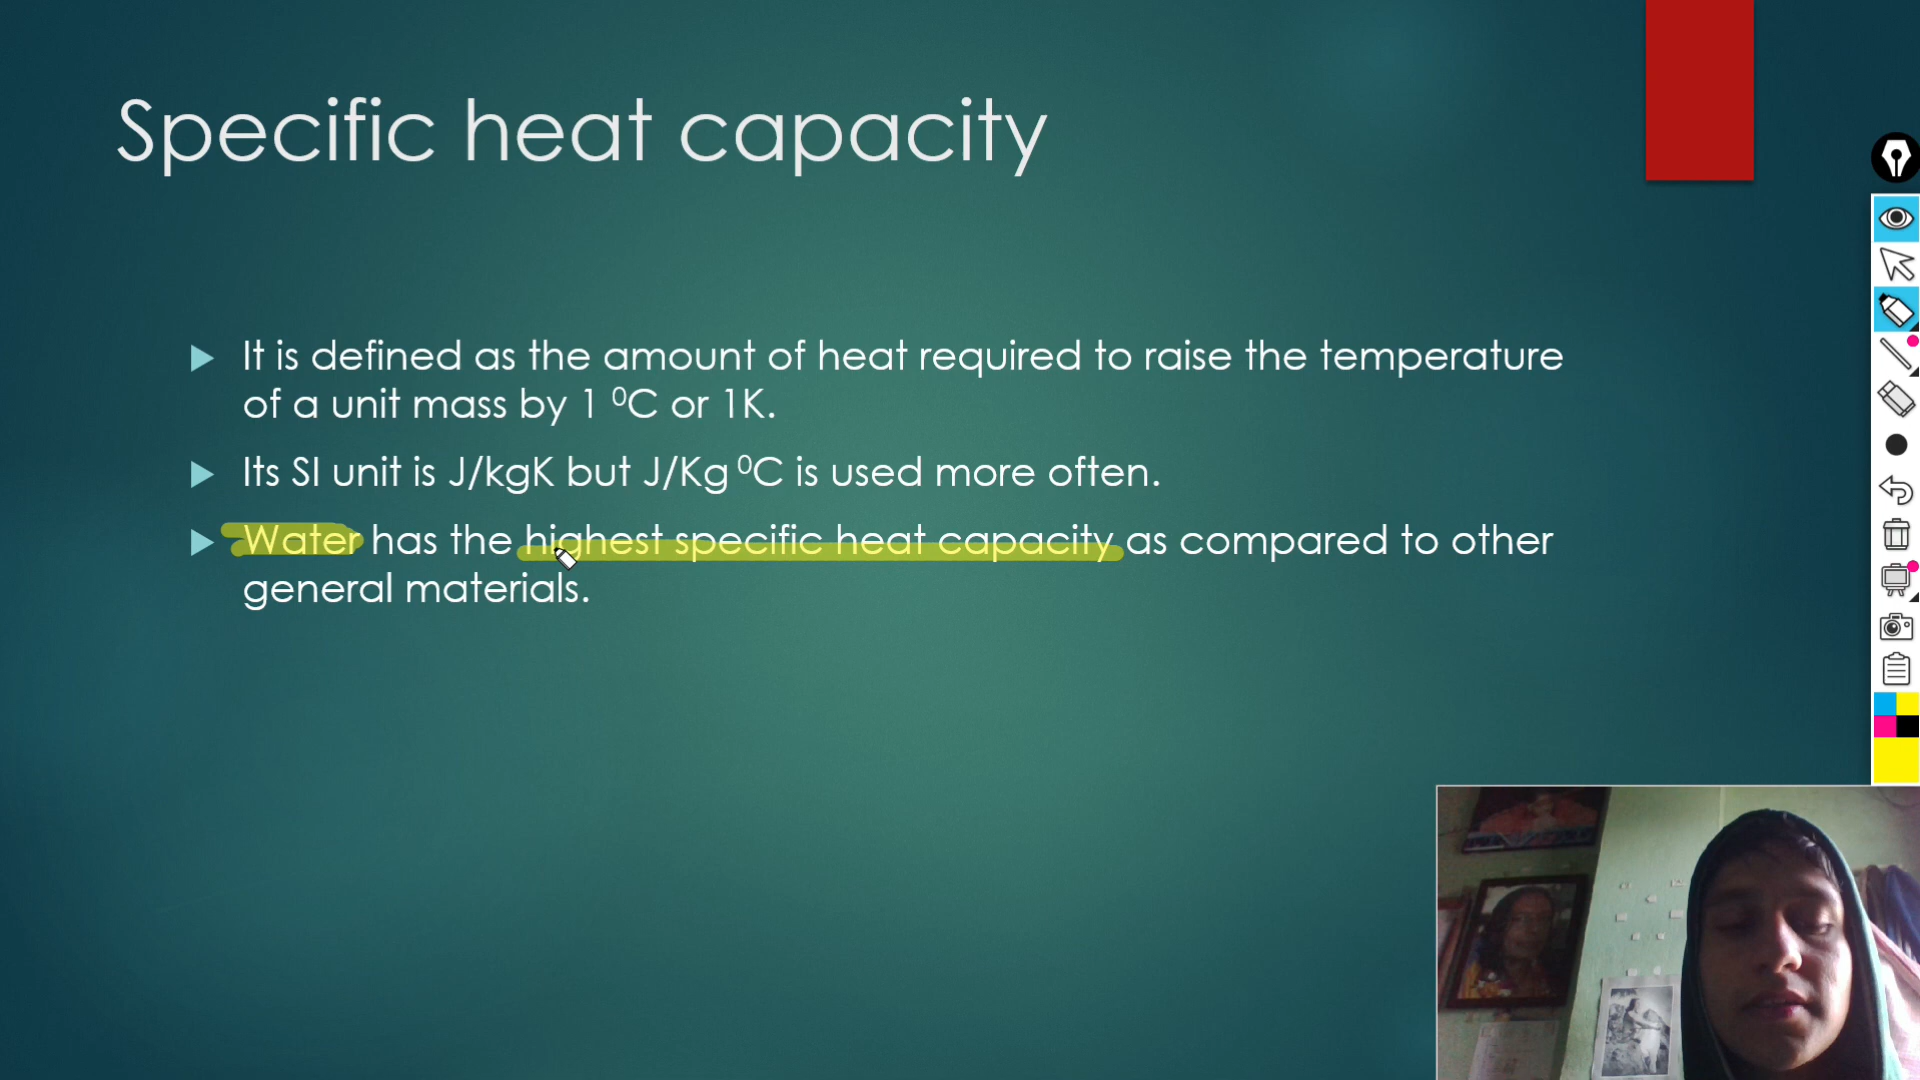 Specific heat capacity
It is defined as the amount of heat required to raise the temperature
of a unit mass by 1 ⁰C or 1K.
Its SI unit is J/kgK but J/Kg ⁰C is used more often.
Water has the highest specific heat capacity as compared to other
general materials.